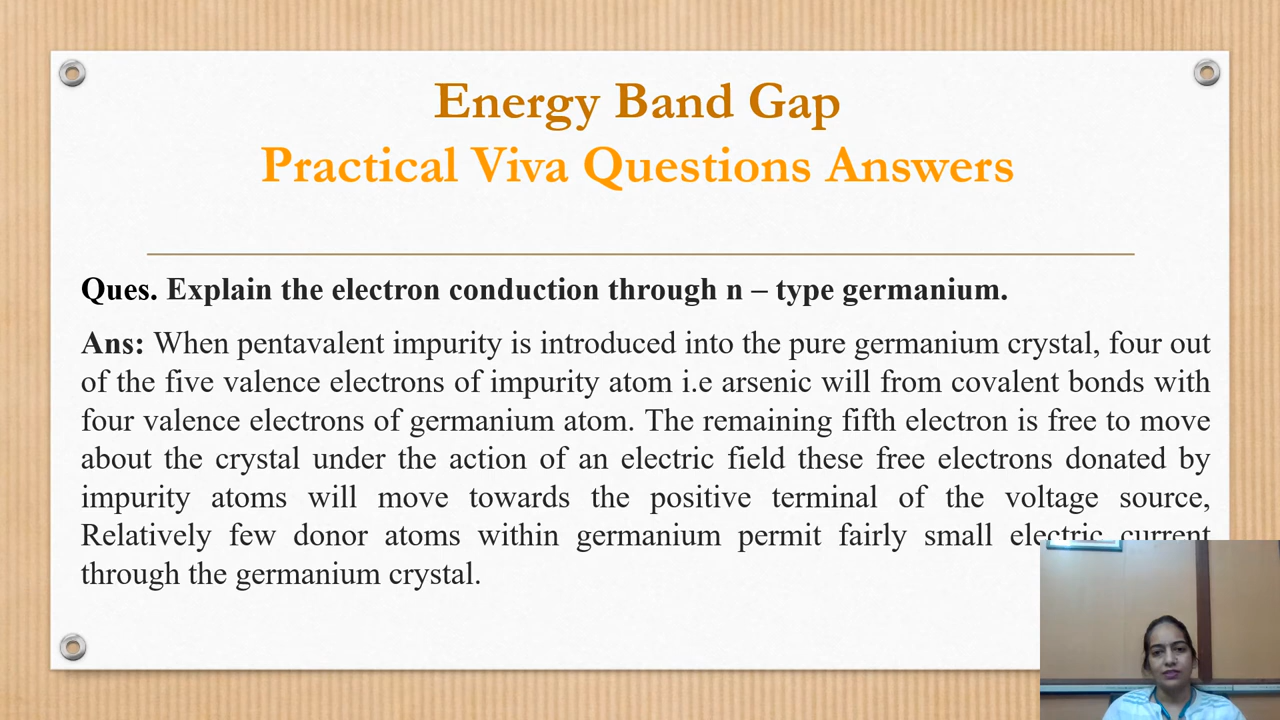 Energy Band Gap
Practical Viva Questions Answers
Ques. Explain the electron conduction through n – type germanium.
Ans: When pentavalent impurity is introduced into the pure germanium crystal, four out
of the five valence electrons of impurity atom i.e arsenic will from covalent bonds with
four valence electrons of germanium atom. The remaining fifth electron is free to move
about the crystal under the action of an electric field these free electrons donated by
impurity atoms will move towards the positive terminal of the voltage source,
Relatively few donor atoms within germanium permit fairly small electric current
through the germanium crystal.